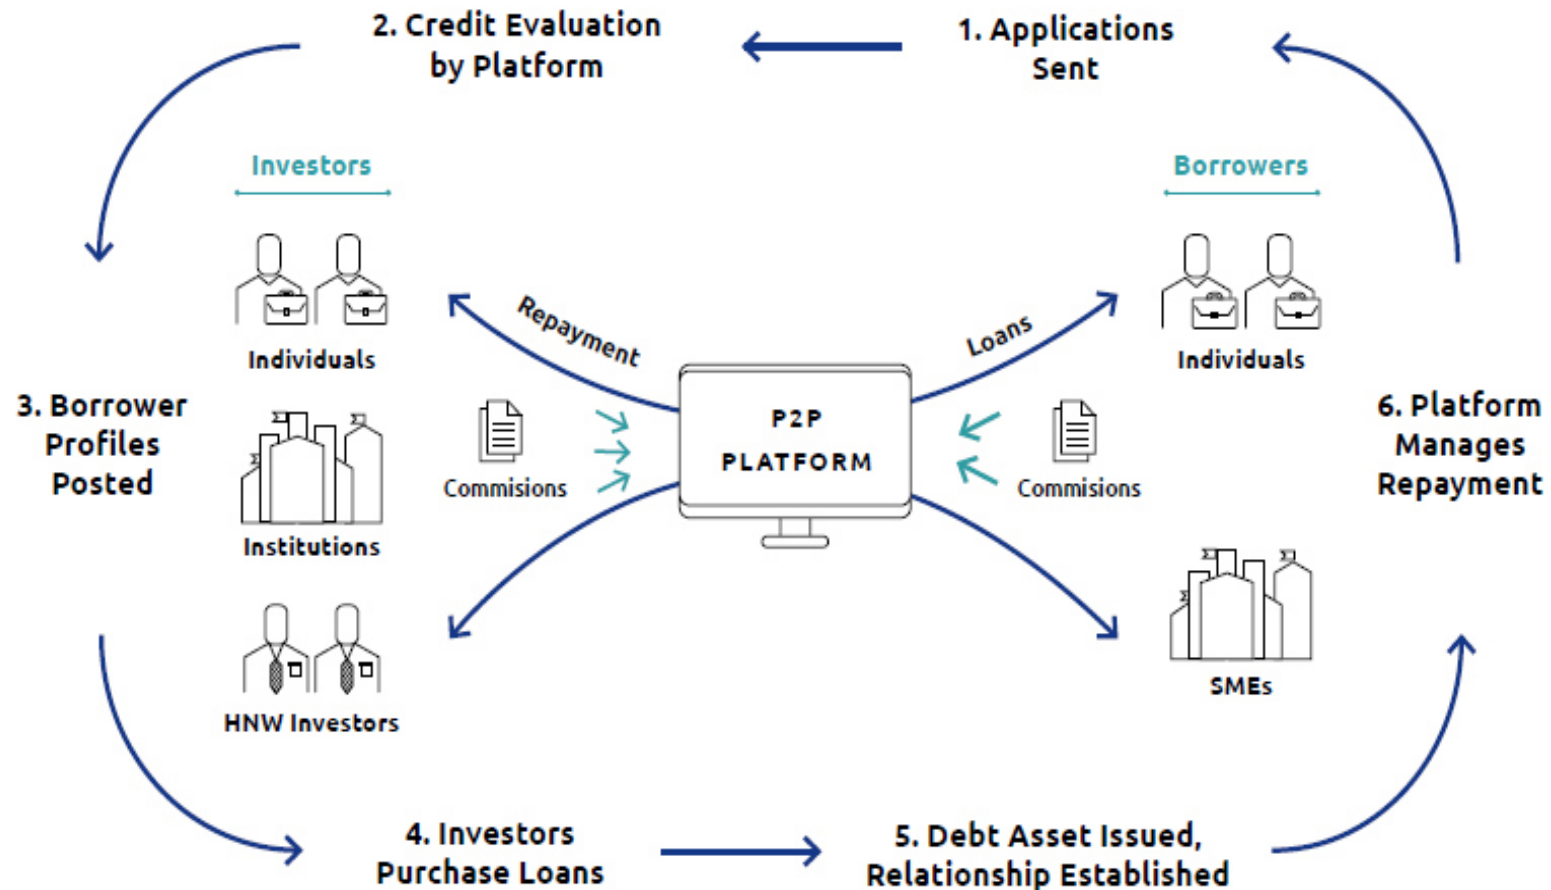 2. Credit Evaluation
by Platform
1. Applications
Sent
Investors
Borrowers
Individuals
Repayment
Loans
Individuals
3. Borrower
Profiles
Posted
Institutions
Commisions
P2P
PLATFORM
Commisions
6. Platform
Manages
Repayment
HNW Investors
SMEs
4. Investors
Purchase Loans
5. Debt Asset Issued,
Relationship Established